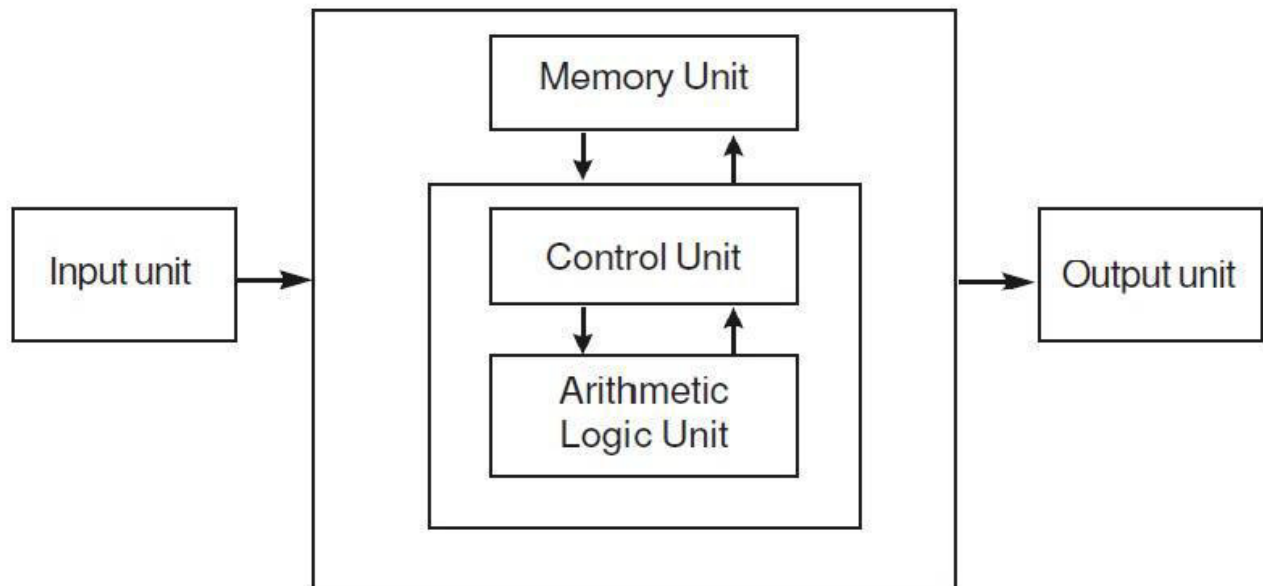 Memory Unit
Input unit
Control Unit
Output unit
Arithmetic
Logic Unit